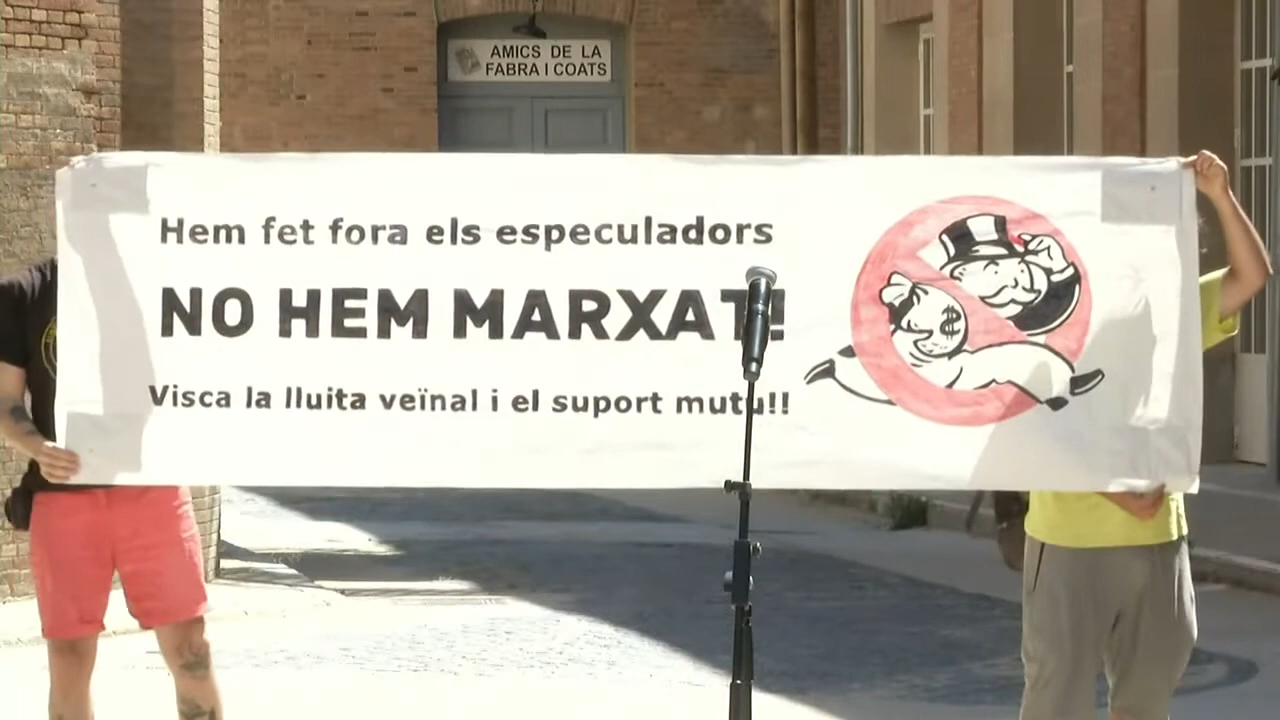 AMICS DE LA
FABRA I COATS
Hem fet fora els especuladors
NO HEM MARXAT!
Visca la lluita veïnal i el suport mutu!!